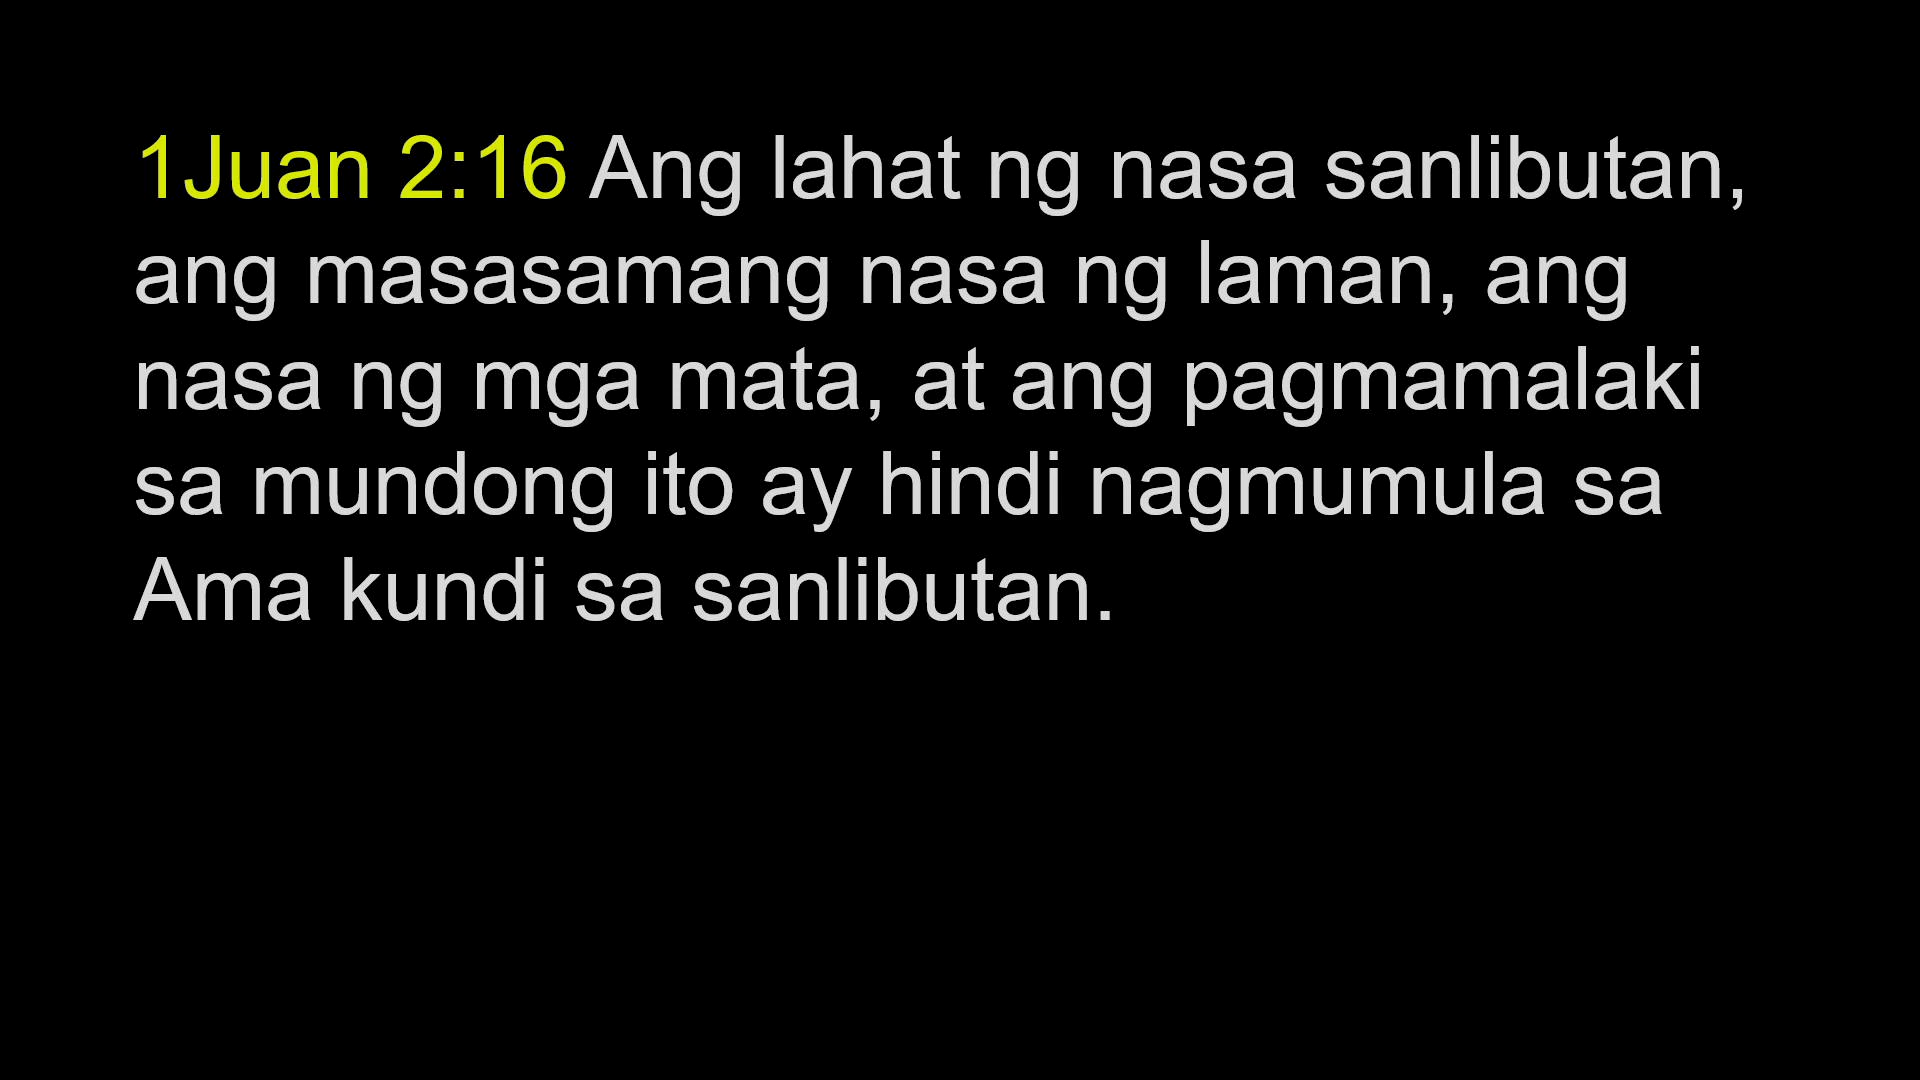 1Juan 2:16 Ang lahat ng nasa sanlibutan,
ang masasamang nasa ng laman, ang
nasa ng mga mata, at ang pagmamalaki
sa mundong ito ay hindi nagmumula sa
Ama kundi sa sanlibutan.